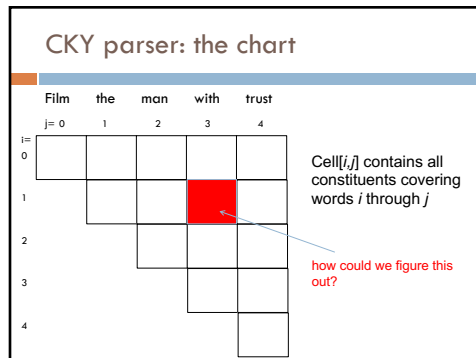 CKY parser: the chart
Film the man with trust
j= 0 1 2 3 4
i=
0
1
2
3
4
Cell[i,j] contains all
constituents covering
words i through j
how could we figure this
out?